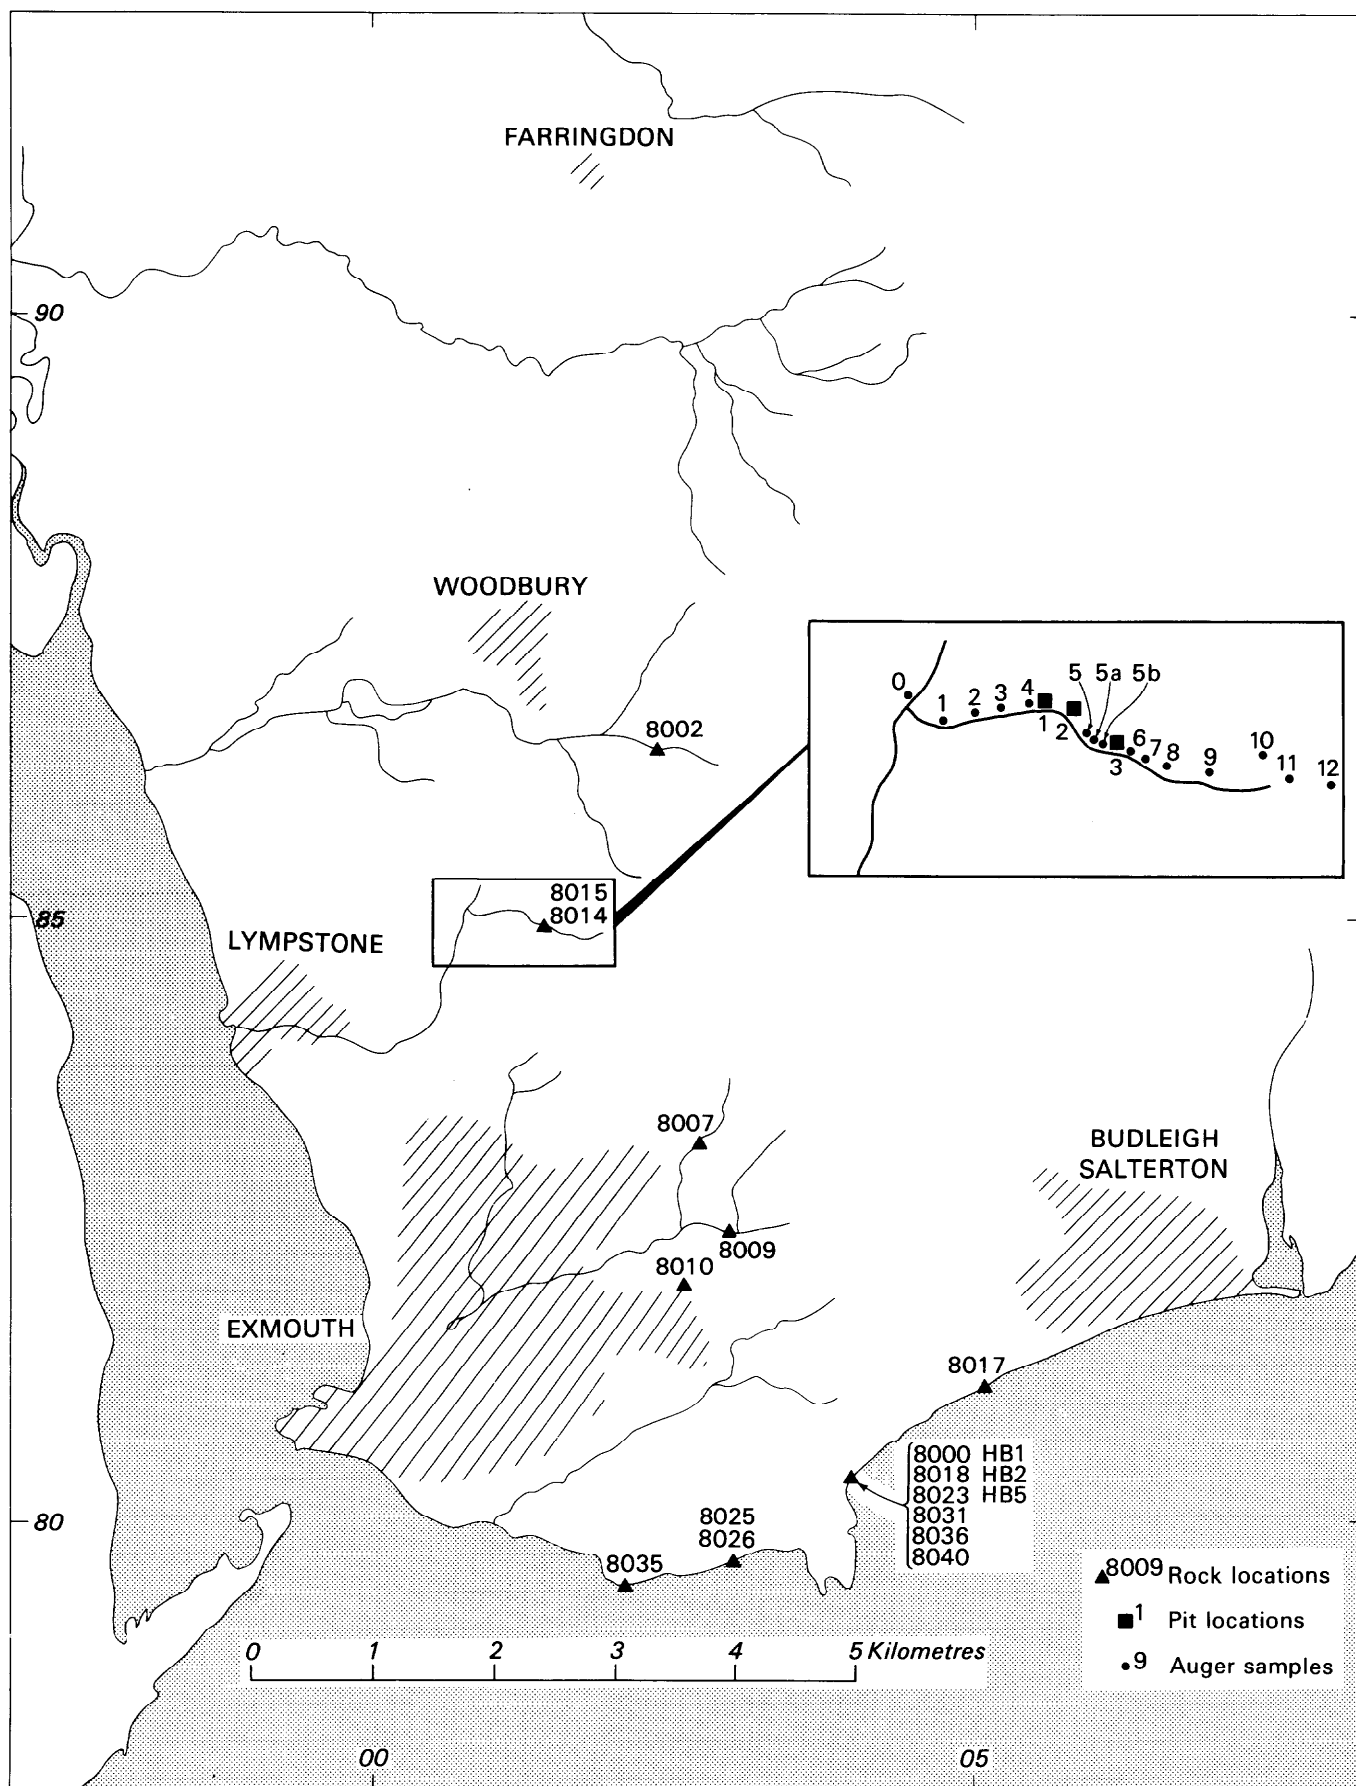 FARRINGDON
90
WOODBURY
8002
0
1
2
3
4
5
5a
5b
1
2
3
6
7
8
9
10
11
12
8015
8014
85
LYMPSTONE
8007
8009
8010
BUDLEIGH
SALTERTON
EXMOUTH
8017
8000 HB1
8018 HB2
8023 HB5
8031
8036
8040
80
8025
8026
8035
8009 Rock locations
1 Pit locations
9 Auger samples
0 1 2 3 4 5 Kilometres
00
05